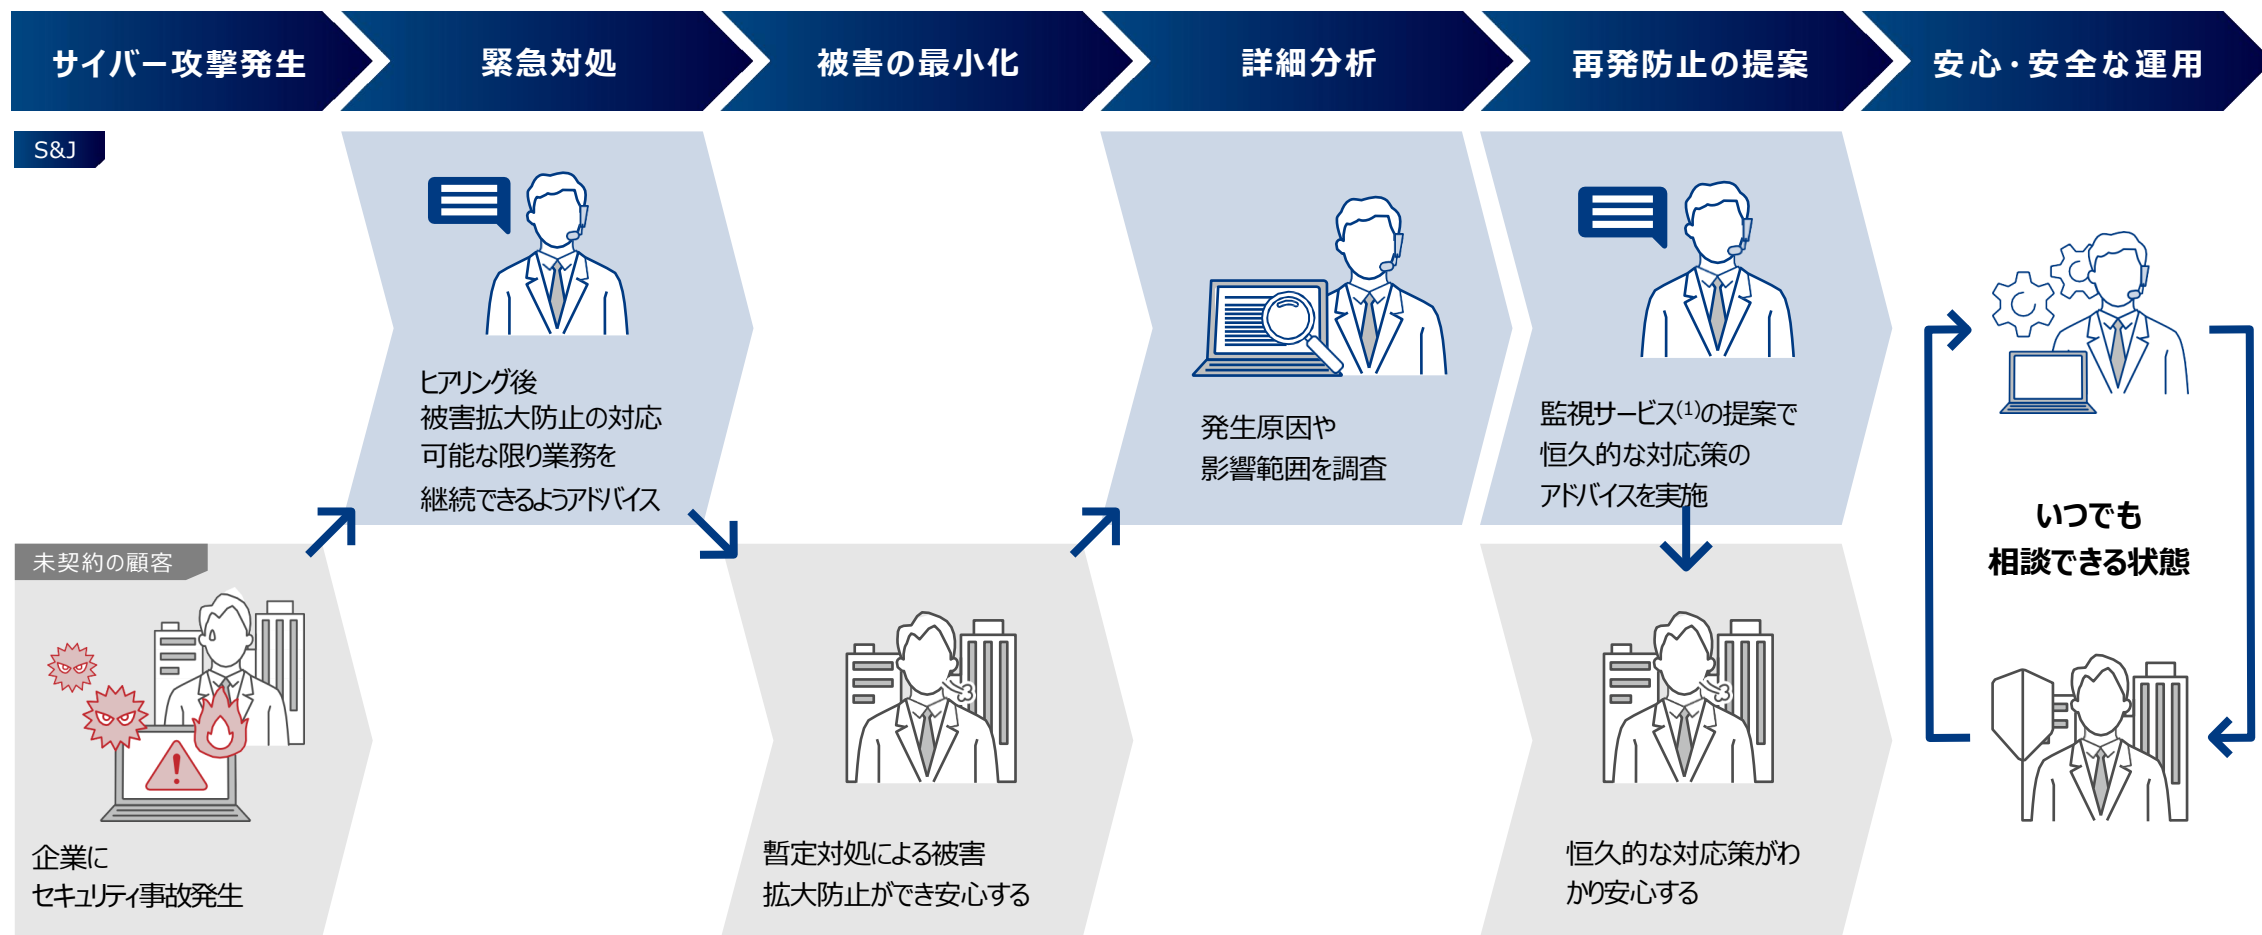 サイバー攻撃発生
緊急対処
被害の最小化
詳細分析
再発防止の提案
安心・安全な運用
S&J
ヒアリング後
被害拡大防止の対応
可能な限り業務を
継続できるようアドバイス
発生原因や
影響範囲を調査
監視サービス(1)の提案で
恒久的な対応策の
アドバイスを実施
いつでも
相談できる状態
未契約の顧客
企業に
セキュリティ事故発生
暫定対処による被害
拡大防止ができ安心する
恒久的な対応策がわ
かり安心する